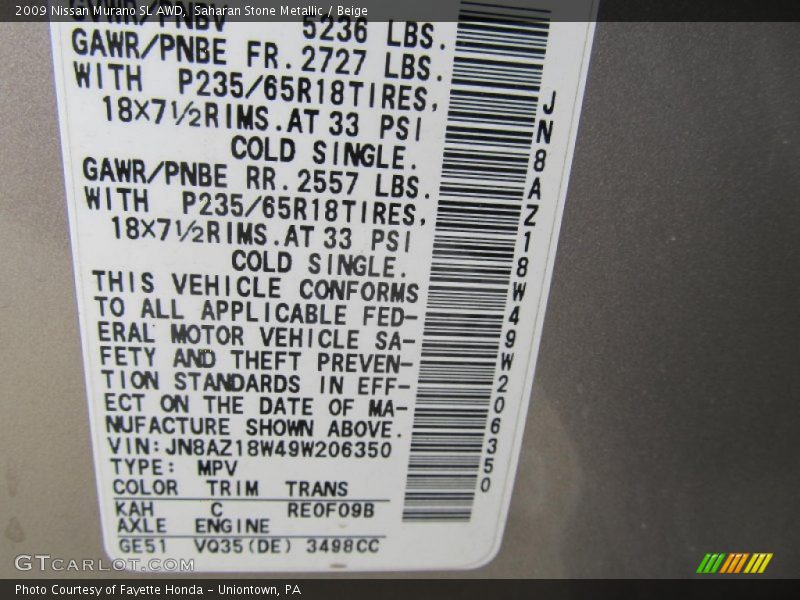 2009 Nissan Murano SL AWD, Saharan Stone Metallic / Beige
GVWR/PNBV 5236 LBS.
GAWR/PNBE FR. 2727 LBS.
WITH P235/65R18TIRES,
18X7½RIMS. AT 33 PSI
COLD SINGLE.
GAWR/PNBE RR. 2557 LBS.
WITH P235/65R18TIRES,
18X7½RIMS. AT 33 PSI
COLD SINGLE.
THIS VEHICLE CONFORMS
TO ALL APPLICABLE FED-
ERAL MOTOR VEHICLE SA-
FETY AND THEFT PREVEN-
TION STANDARDS IN EFF-
ECT ON THE DATE OF MA-
NUFACTURE SHOWN ABOVE.
VIN: JN8AZ18W49W206350
TYPE: MPV
COLOR TRIM TRANS
KAH C RE0F09B
AXLE ENGINE
GE51 VQ35(DE) 3498CC
JN8AZ18W49W206350
GTCARLOT.COM
Photo Courtesy of Fayette Honda - Uniontown, PA